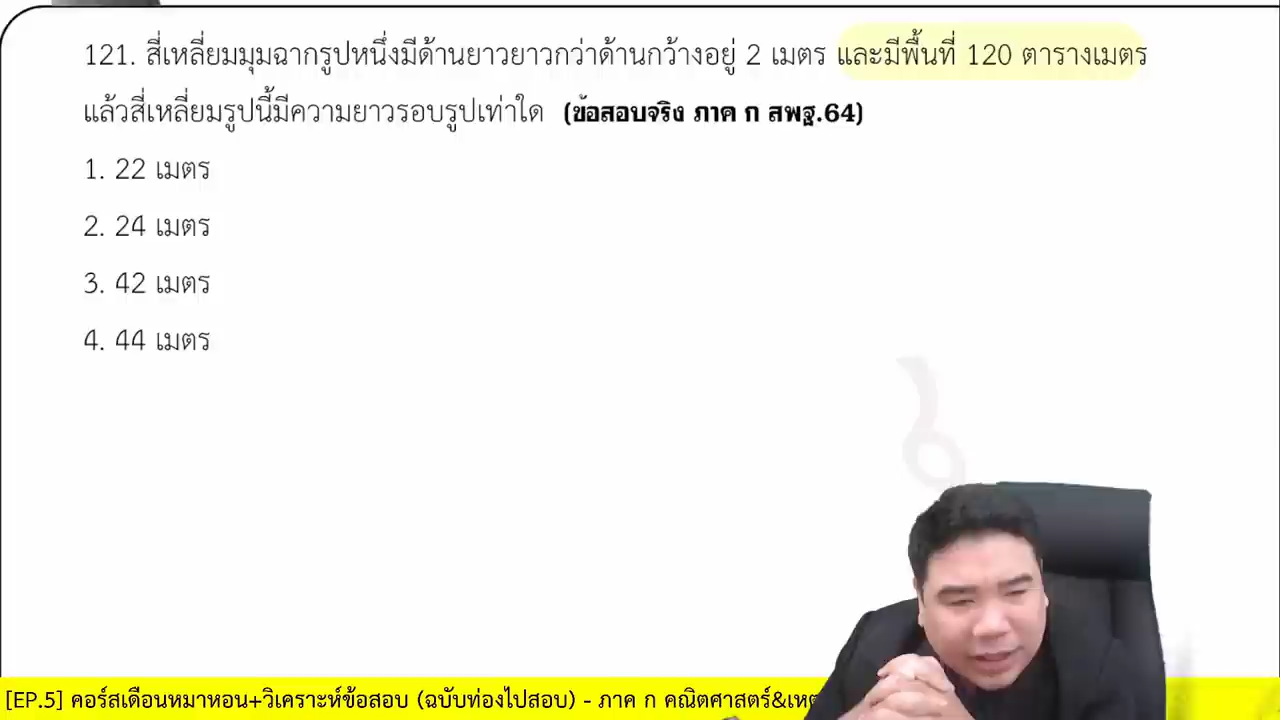 121. สี่เหลี่ยมมุมฉากรูปหนึ่งมีด้านยาวยาวกว่าด้านกว้างอยู่ 2 เมตร และมีพื้นที่ 120 ตารางเมตร
แล้วสี่เหลี่ยมรูปนี้มีความยาวรอบรูปเท่าใด (ข้อสอบจริง ภาค ก สพฐ.64)
1. 22 เมตร
2. 24 เมตร
3. 42 เมตร
4. 44 เมตร
[EP.5] คอร์สเดือนหมาหอน+วิเคราะห์ข้อสอบ (ฉบับท่องไปสอบ) - ภาค ก คณิตศาสตร์&